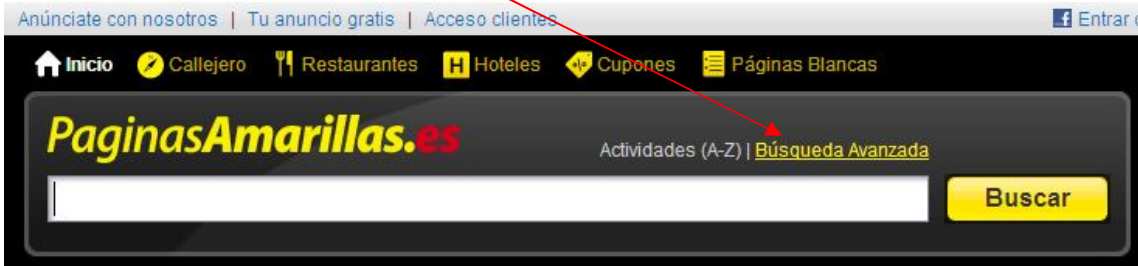 Anúnciate con nosotros | Tu anuncio gratis | Acceso clientes Entrar
Inicio Callejero Restaurantes H Hoteles Cupones Páginas Blancas
PaginasAmarillas.es
Actividades (A-Z) | Búsqueda Avanzada
Buscar